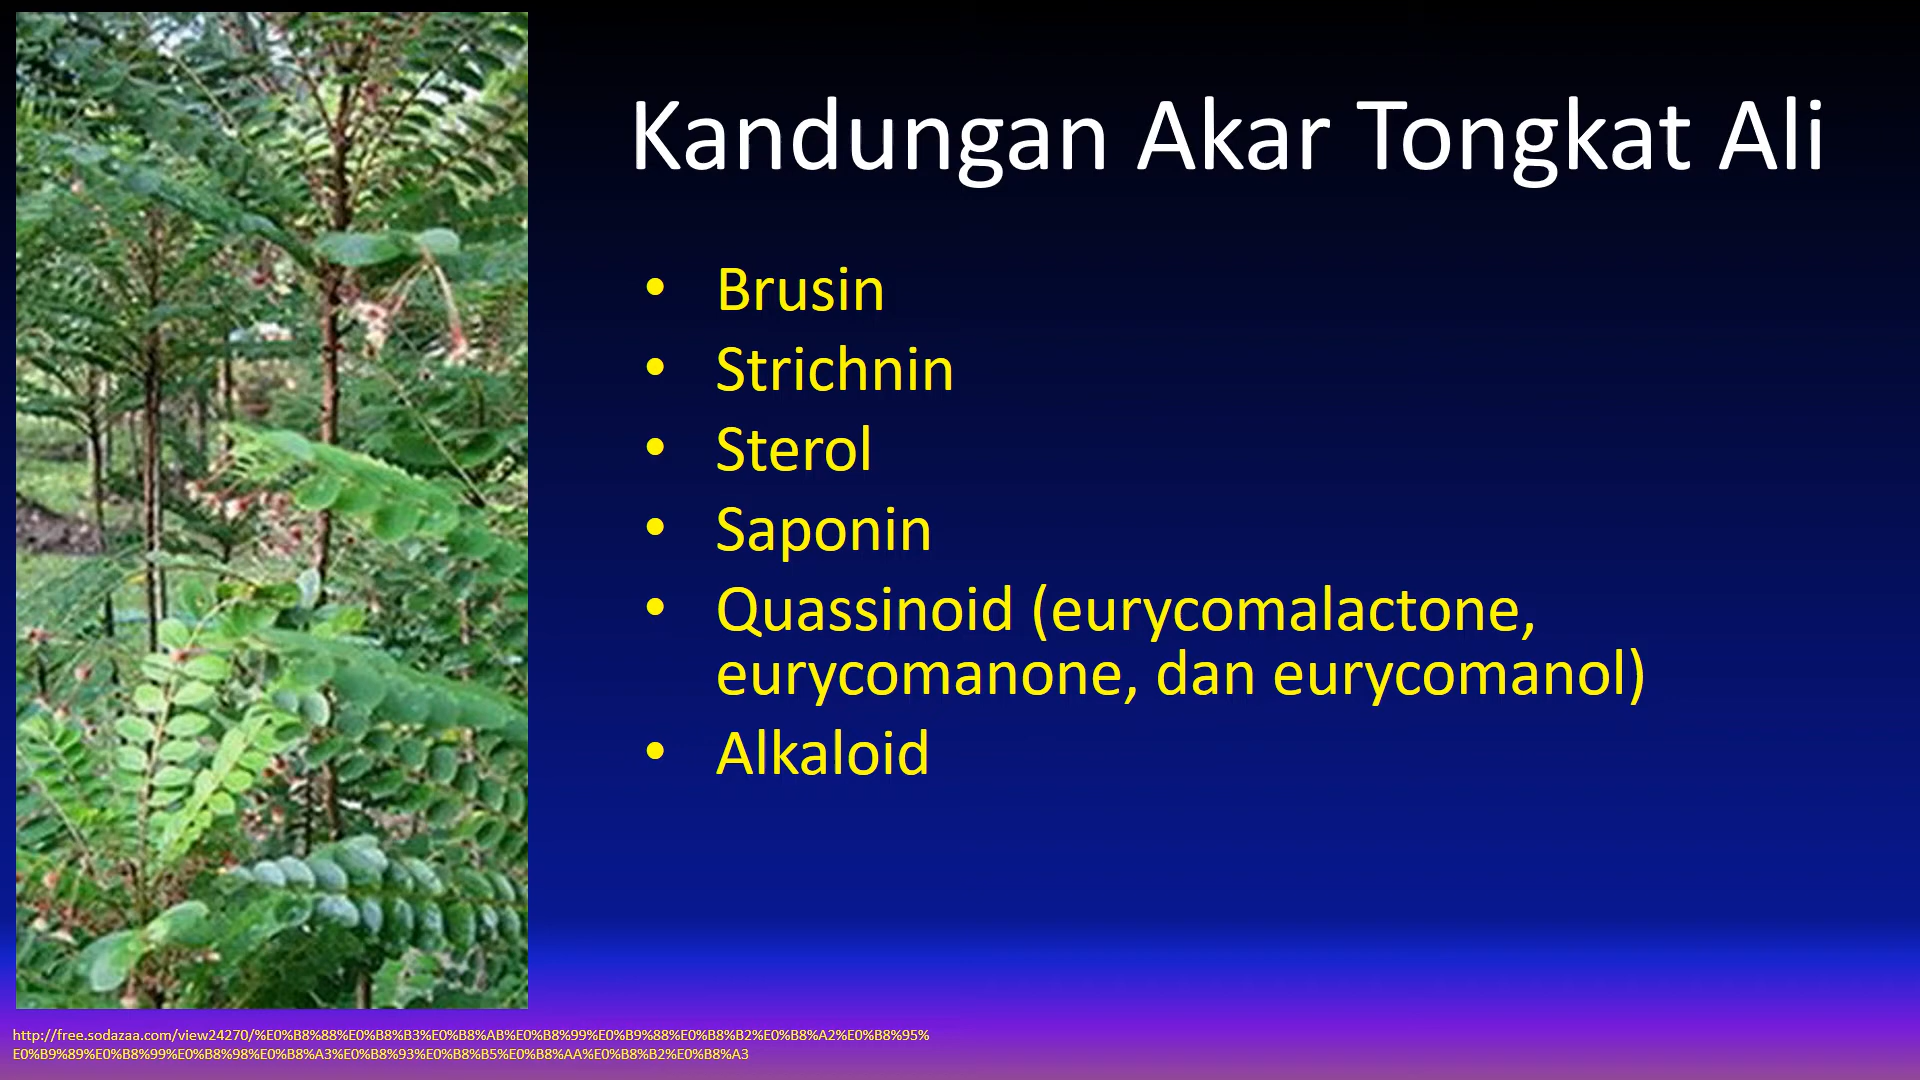 Kandungan Akar Tongkat Ali
• Brusin
• Strichnin
• Sterol
• Saponin
• Quassinoid (eurycomalactone,
eurycomanone, dan eurycomanol)
• Alkaloid
http://free.sodazaa.com/view24270/%E0%B8%88%E0%B8%B3%E0%B8%AB%E0%B8%99%E0%B9%88%E0%B8%B2%E0%B8%A2%E0%B8%95%
E0%B9%89%E0%B8%99%E0%B8%98%E0%B8%A3%E0%B8%93%E0%B8%B5%E0%B8%AA%E0%B8%B2%E0%B8%A3